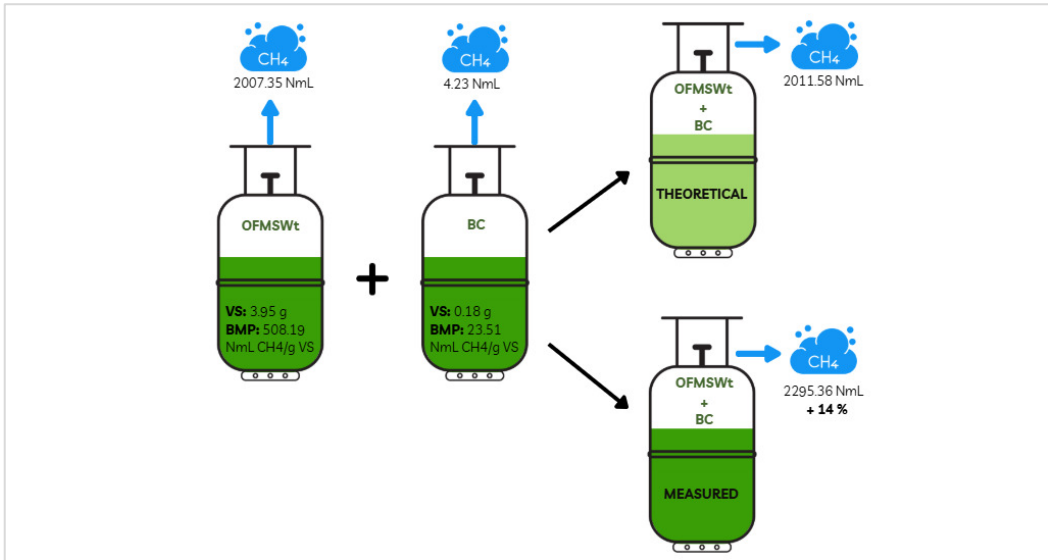 CH₄
2007.35 NmL
OFMSWt
VS: 3.95 g
BMP: 508.19
NmL CH4/g VS
+
CH₄
4.23 NmL
BC
VS: 0.18 g
BMP: 23.51
NmL CH4/g VS
CH₄
2011.58 NmL
OFMSWt
+
BC
THEORETICAL
CH₄
2295.36 NmL
+ 14 %
OFMSWt
+
BC
MEASURED